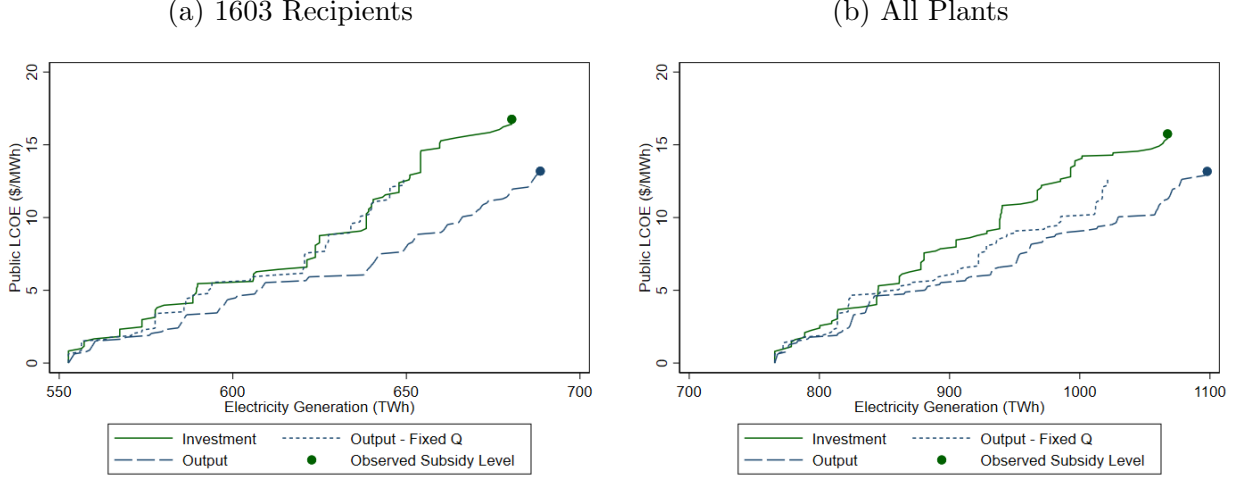 (a) 1603 Recipients
Public LCOE ($/MWh)
20
15
10
5
0
550
600
650
700
Electricity Generation (TWh)
Investment
Output - Fixed Q
Output
Observed Subsidy Level
(b) All Plants
Public LCOE ($/MWh)
20
15
10
5
0
700
800
900
1000
1100
Electricity Generation (TWh)
Investment
Output - Fixed Q
Output
Observed Subsidy Level